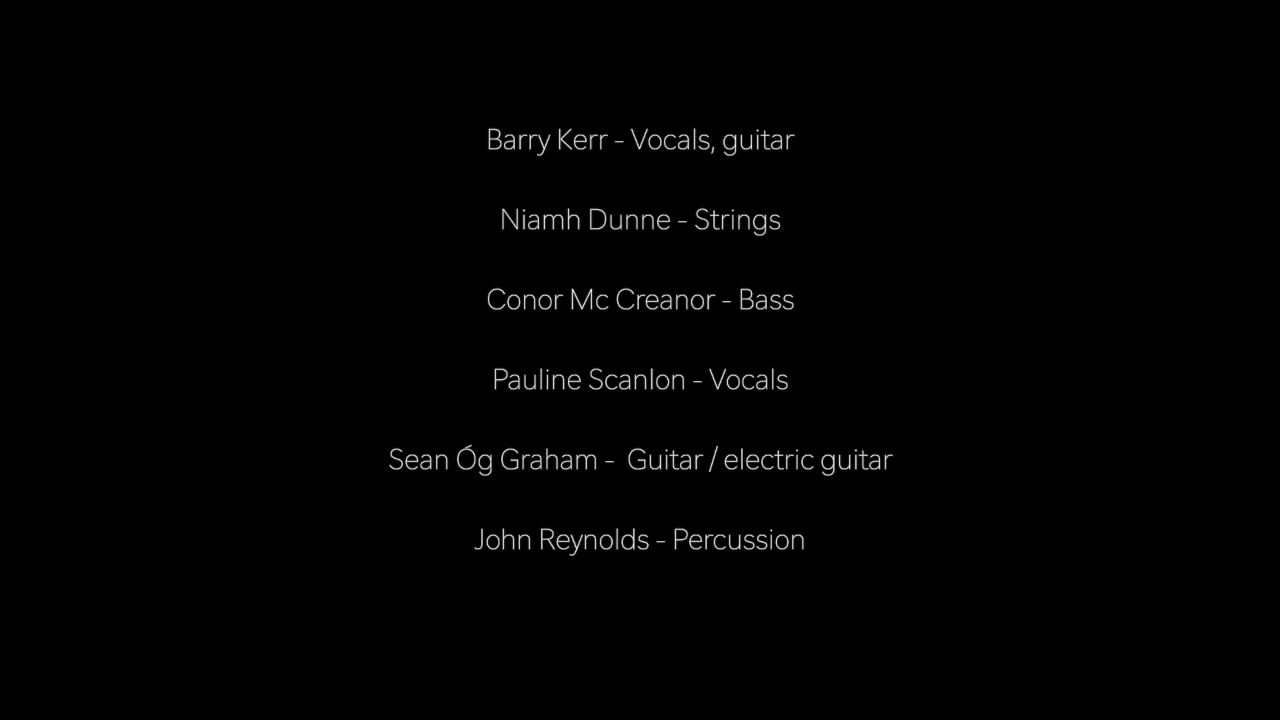 Barry Kerr - Vocals, guitar
Niamh Dunne - Strings
Conor Mc Creanor - Bass
Pauline Scanlon - Vocals
Sean Óg Graham -  Guitar / electric guitar
John Reynolds - Percussion